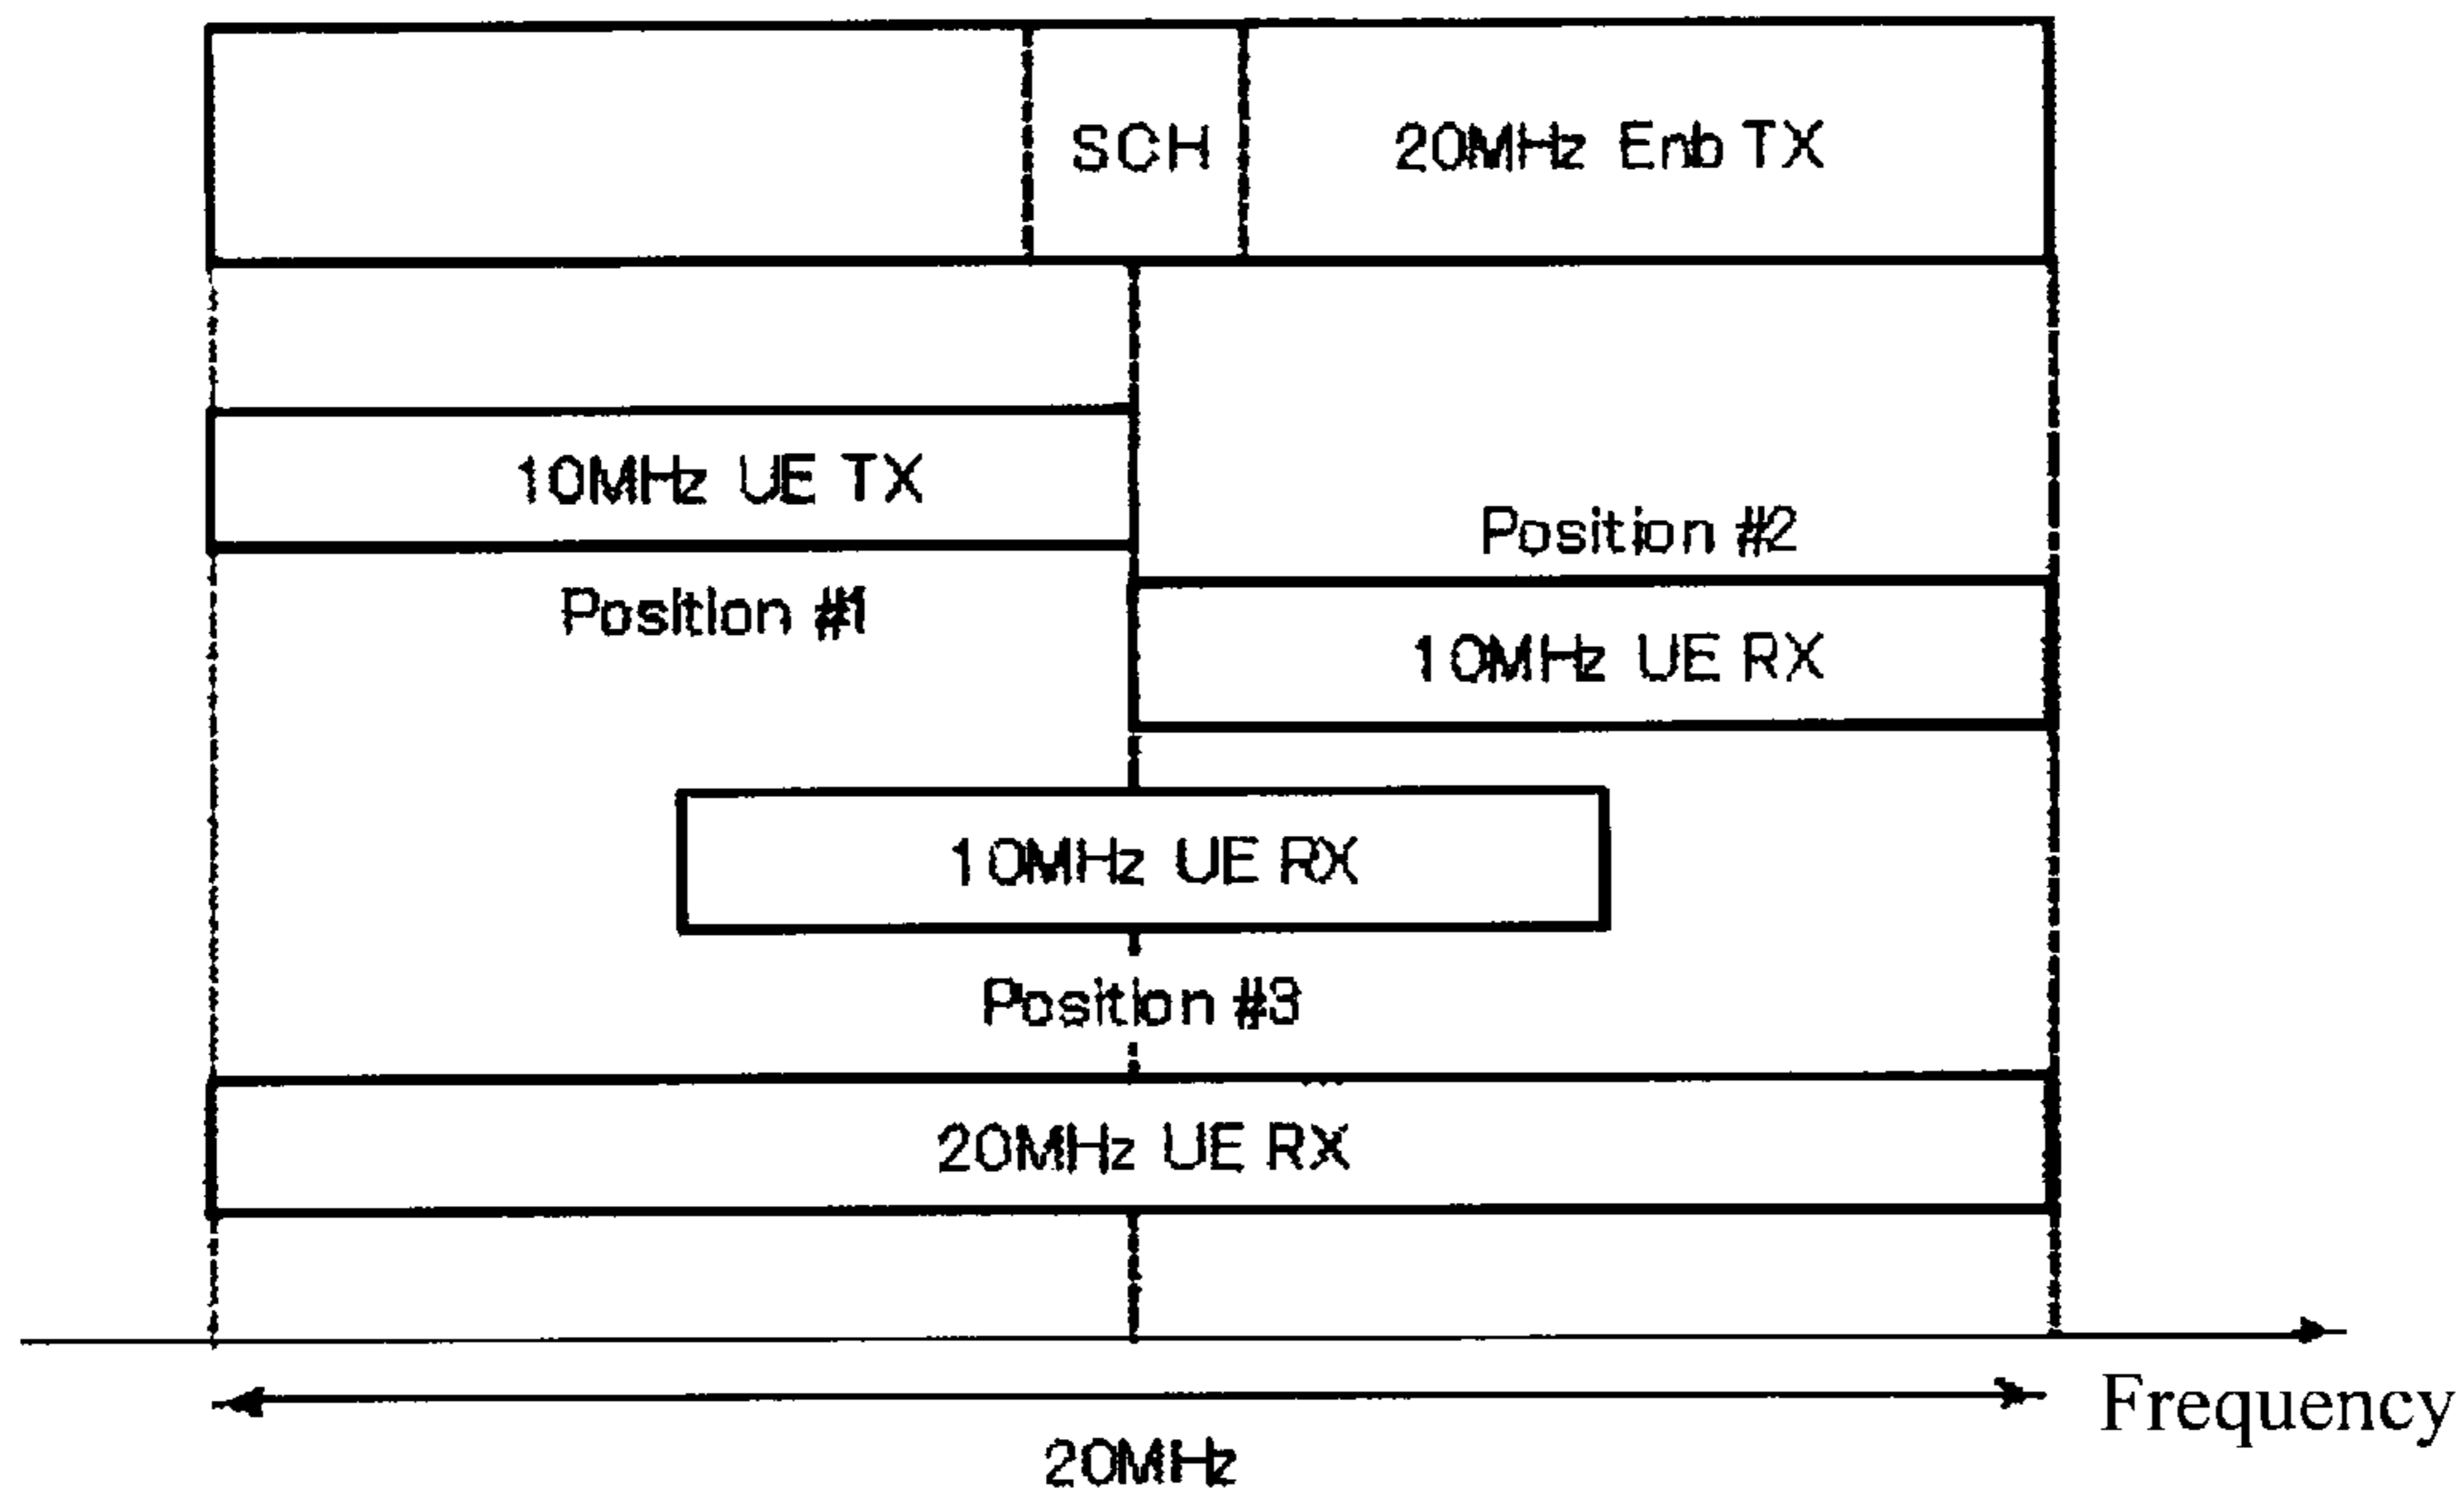 SCH
20MHz Enb TX
10MHz UE TX
Position #2
Position #1
10MHz UE RX
10MHz UE RX
Position #3
20MHz UE RX
Frequency
20MHz